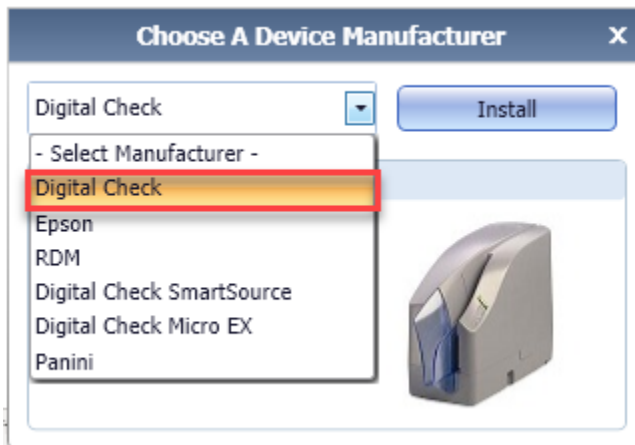 Choose A Device Manufacturer X
Digital Check Install
- Select Manufacturer -
Digital Check
Epson
RDM
Digital Check SmartSource
Digital Check Micro EX
Panini